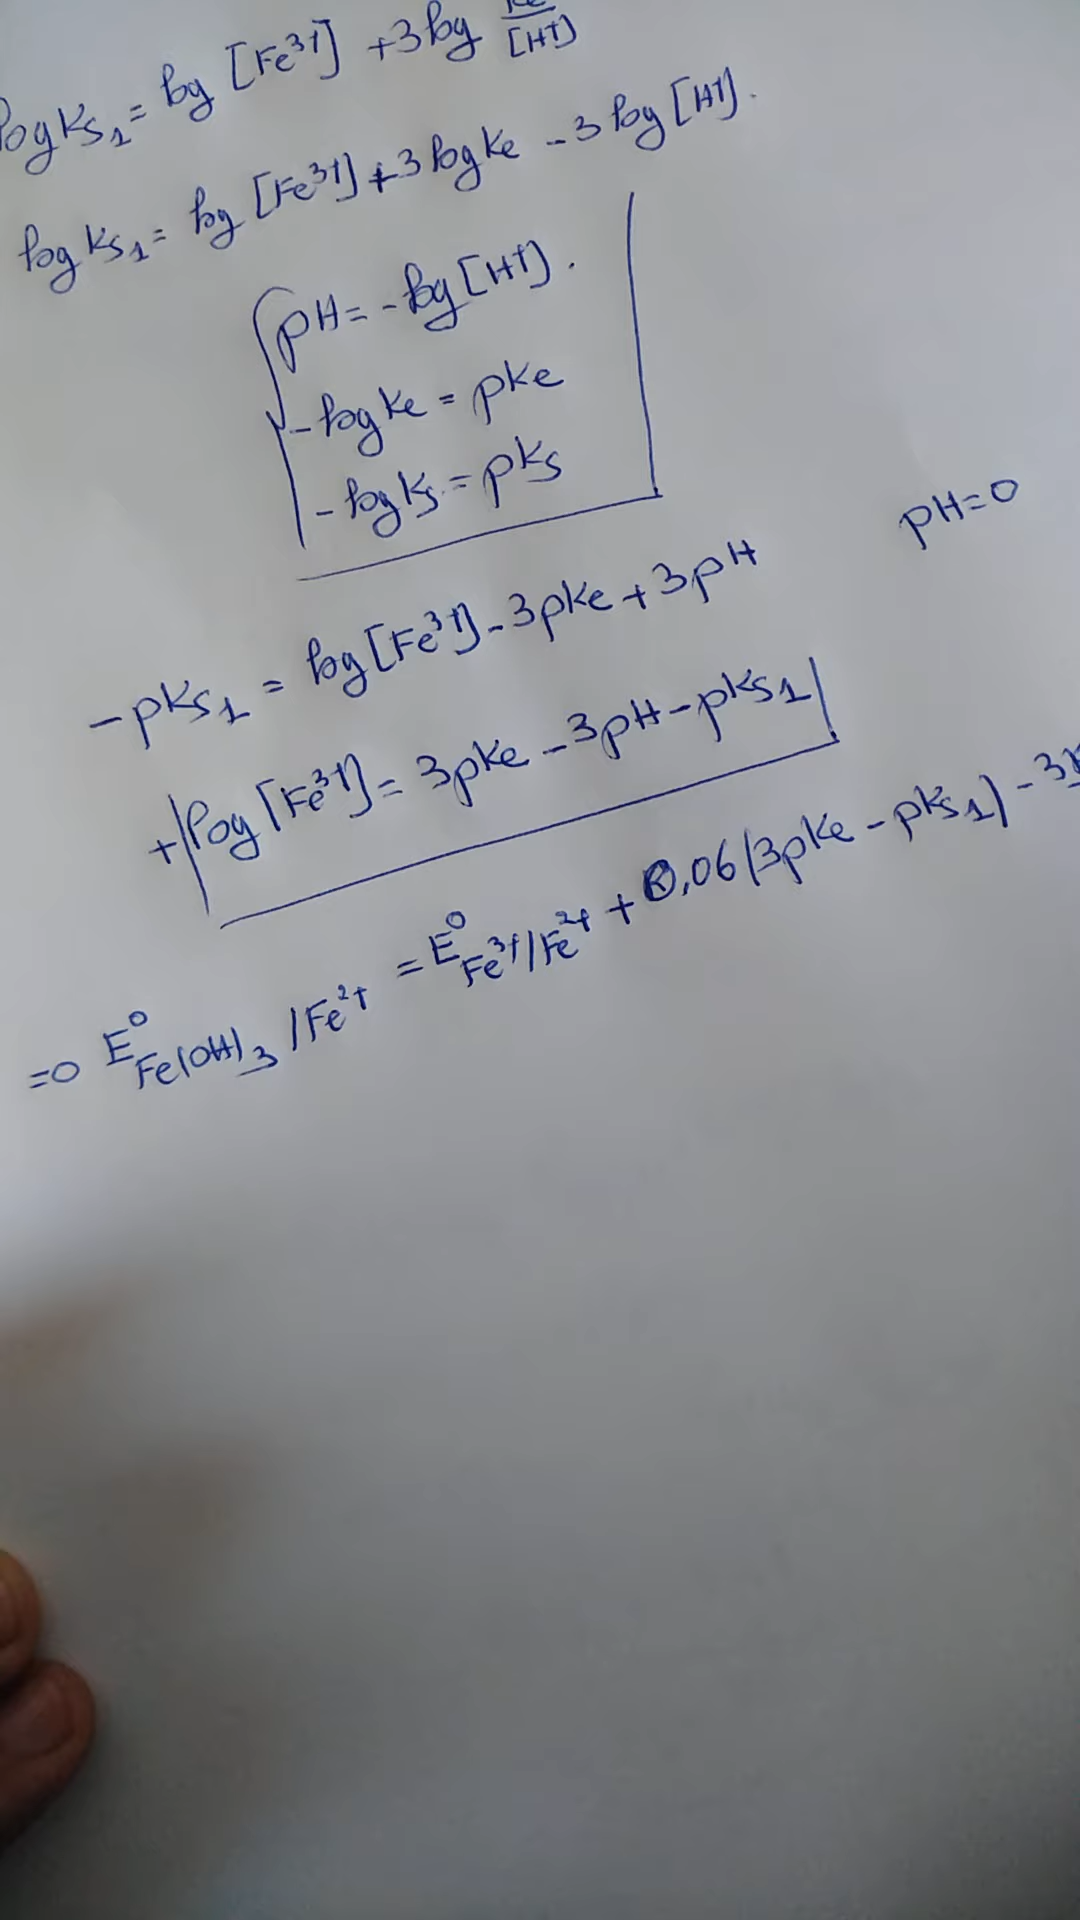 log Ks₁ = log [Fe³⁺] + 3 log Ke/[H⁺]
log Ks₁ = log [Fe³⁺] + 3 log Ke - 3 log [H⁺].
pH = - log [H⁺].
- log Ke = pKe
- log Ks = pKs
pH = 0
- pKs₁ = log [Fe³⁺] - 3pKe + 3pH
+ log [Fe³⁺] = 3pKe - 3pH - pKs₁
=0 E⁰ Fe(OH)₃ / Fe²⁺ = E⁰ Fe³⁺/Fe²⁺ + 0,06 (3pKe - pKs₁) - 3